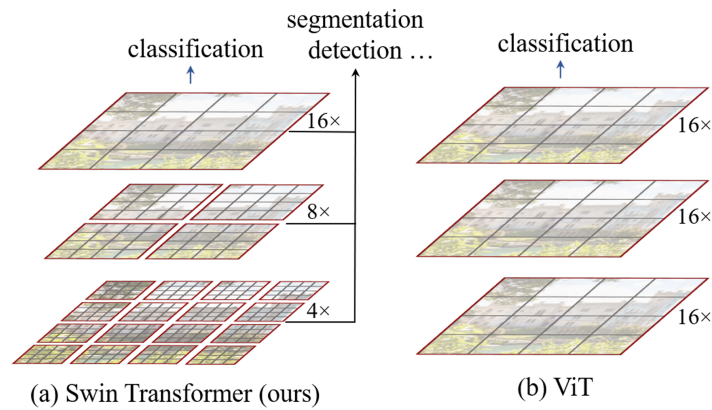 segmentation
classification
detection ...
classification
16×
16×
8×
16×
4×
16×
(a) Swin Transformer (ours)
(b) ViT